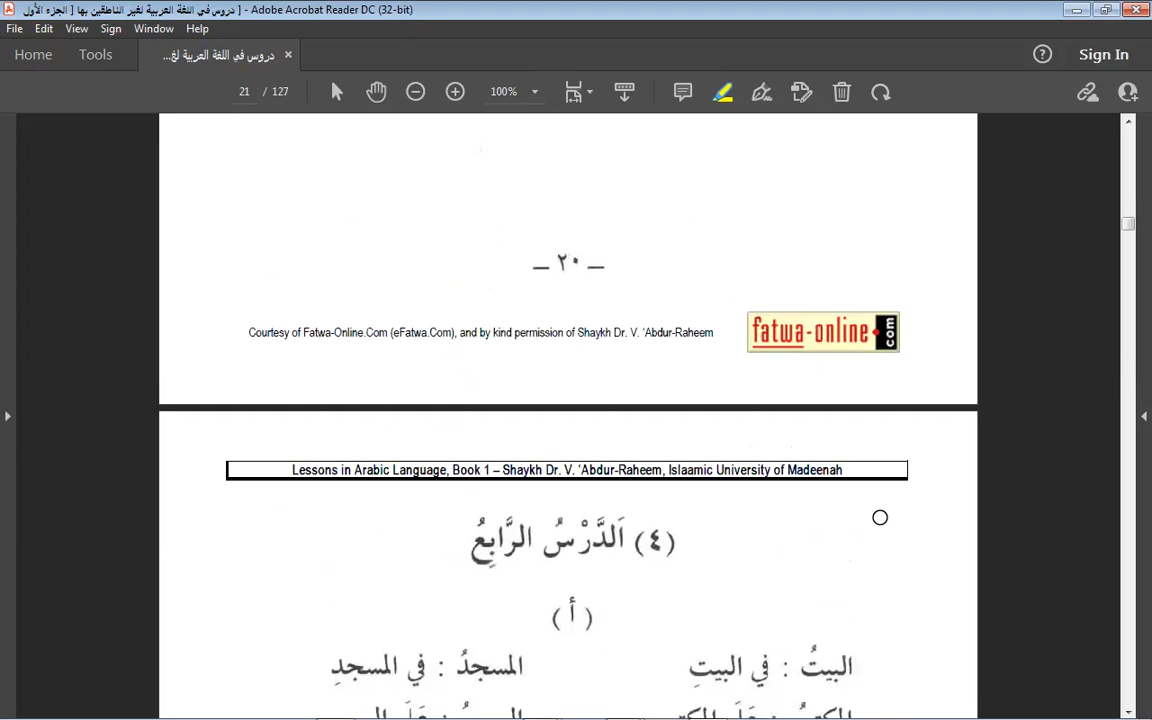 دروس في اللغة العربية لغير الناطقين بها [ الجزء الأول ] - Adobe Acrobat Reader DC (32-bit)
File Edit View Sign Window Help
Home Tools دروس في اللغة العربية لغ... × ? Sign In
21 / 127 100%
– ٢٠ –
Courtesy of Fatwa-Online.Com (eFatwa.Com), and by kind permission of Shaykh Dr. V. ‘Abdur-Raheem
fatwa-online.com
Lessons in Arabic Language, Book 1 – Shaykh Dr. V. ‘Abdur-Raheem, Islaamic University of Madeenah
(٤) اَلدَّرْسُ الرَّابِعُ
( أ )
البيتُ : في البيتِ المسجدُ : في المسجدِ